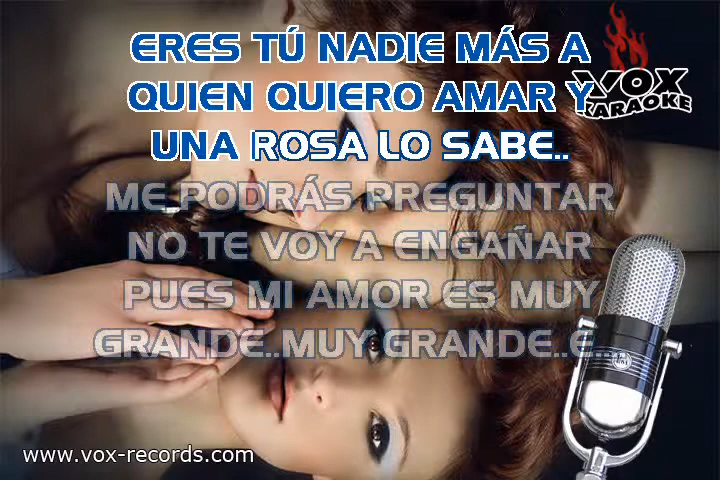 ERES TÚ NADIE MÁS A
QUIEN QUIERO AMAR Y
UNA ROSA LO SABE..
ME PODRÁS PREGUNTAR
NO TE VOY A ENGAÑAR
PUES MI AMOR ES MUY
GRANDE..MUY GRANDE..E..
VOX
KARAOKE
www.vox-records.com